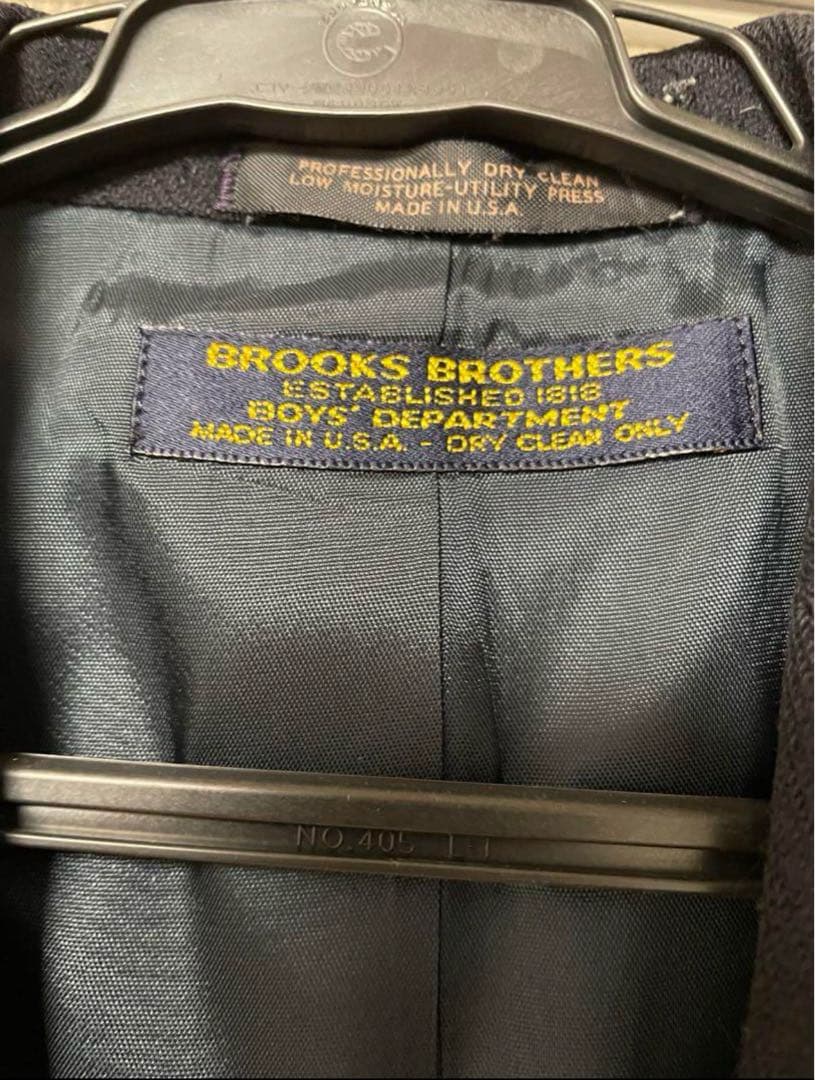 PROFESSIONALLY DRY CLEAN
LOW MOISTURE-UTILITY PRESS
MADE IN U.S.A.
BROOKS BROTHERS
ESTABLISHED 1818
BOYS' DEPARTMENT
MADE IN U.S.A. - DRY CLEAN ONLY
NO.405